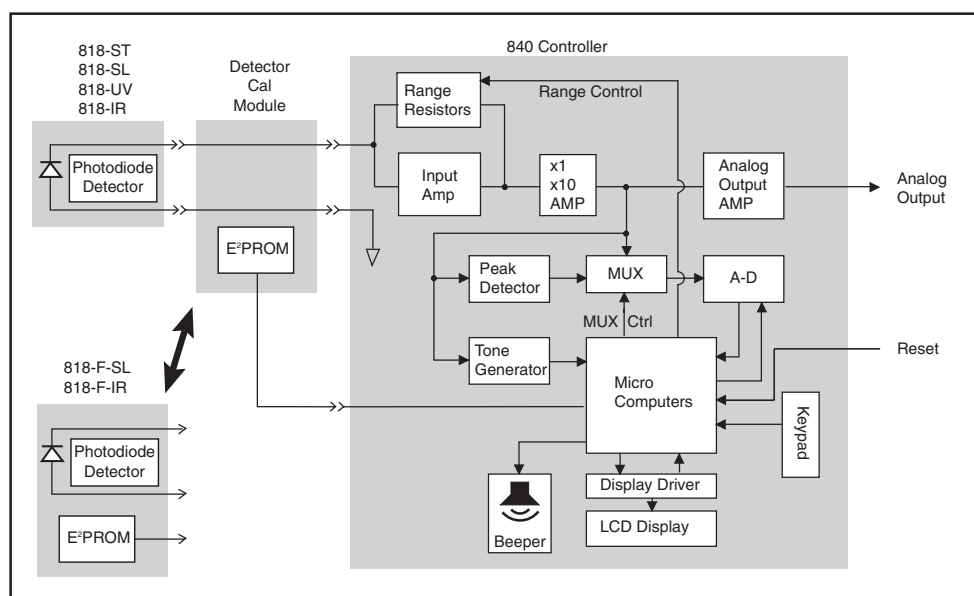 818-ST
818-SL
818-UV
818-IR
Photodiode
Detector
Detector
Cal
Module
E²PROM
840 Controller
Range
Resistors
Range Control
Input
Amp
x1
x10
AMP
Analog
Output
AMP
Analog
Output
Peak
Detector
MUX
A-D
MUX Ctrl
Tone
Generator
Micro
Computers
Reset
Keypad
Display Driver
LCD Display
Beeper
818-F-SL
818-F-IR
Photodiode
Detector
E²PROM